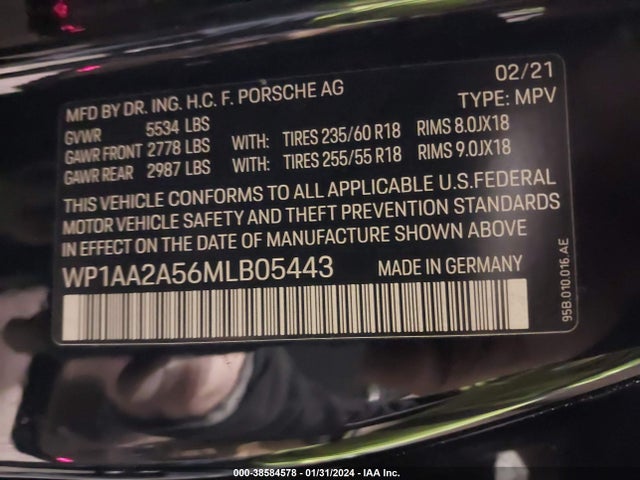 MFD BY DR. ING. H.C. F. PORSCHE AG 02/21
GVWR 5534 LBS TYPE: MPV
GAWR FRONT 2778 LBS WITH: TIRES 235/60 R18 RIMS 8.0JX18
GAWR REAR 2987 LBS WITH: TIRES 255/55 R18 RIMS 9.0JX18
THIS VEHICLE CONFORMS TO ALL APPLICABLE U.S.FEDERAL
MOTOR VEHICLE SAFETY AND THEFT PREVENTION STANDARDS
IN EFFECT ON THE DATE OF MANUFACTURE SHOWN ABOVE
WP1AA2A56MLB05443 MADE IN GERMANY
95B.010.016.AE
000-38584578 - 01/31/2024 - IAA Inc.